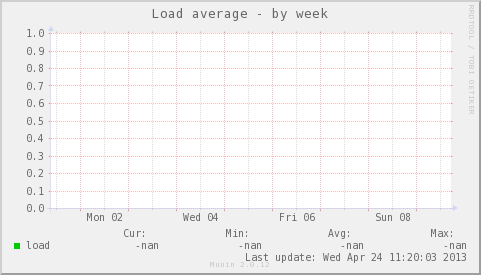 Load average - by week
RRDTOOL / TOBI OETIKER
1.0
0.9
0.8
0.7
0.6
0.5
0.4
0.3
0.2
0.1
0.0
Mon 02 Wed 04 Fri 06 Sun 08
Cur: Min: Avg: Max:
load -nan -nan -nan -nan
Last update: Wed Apr 24 11:20:03 2013
Munin 2.0.12